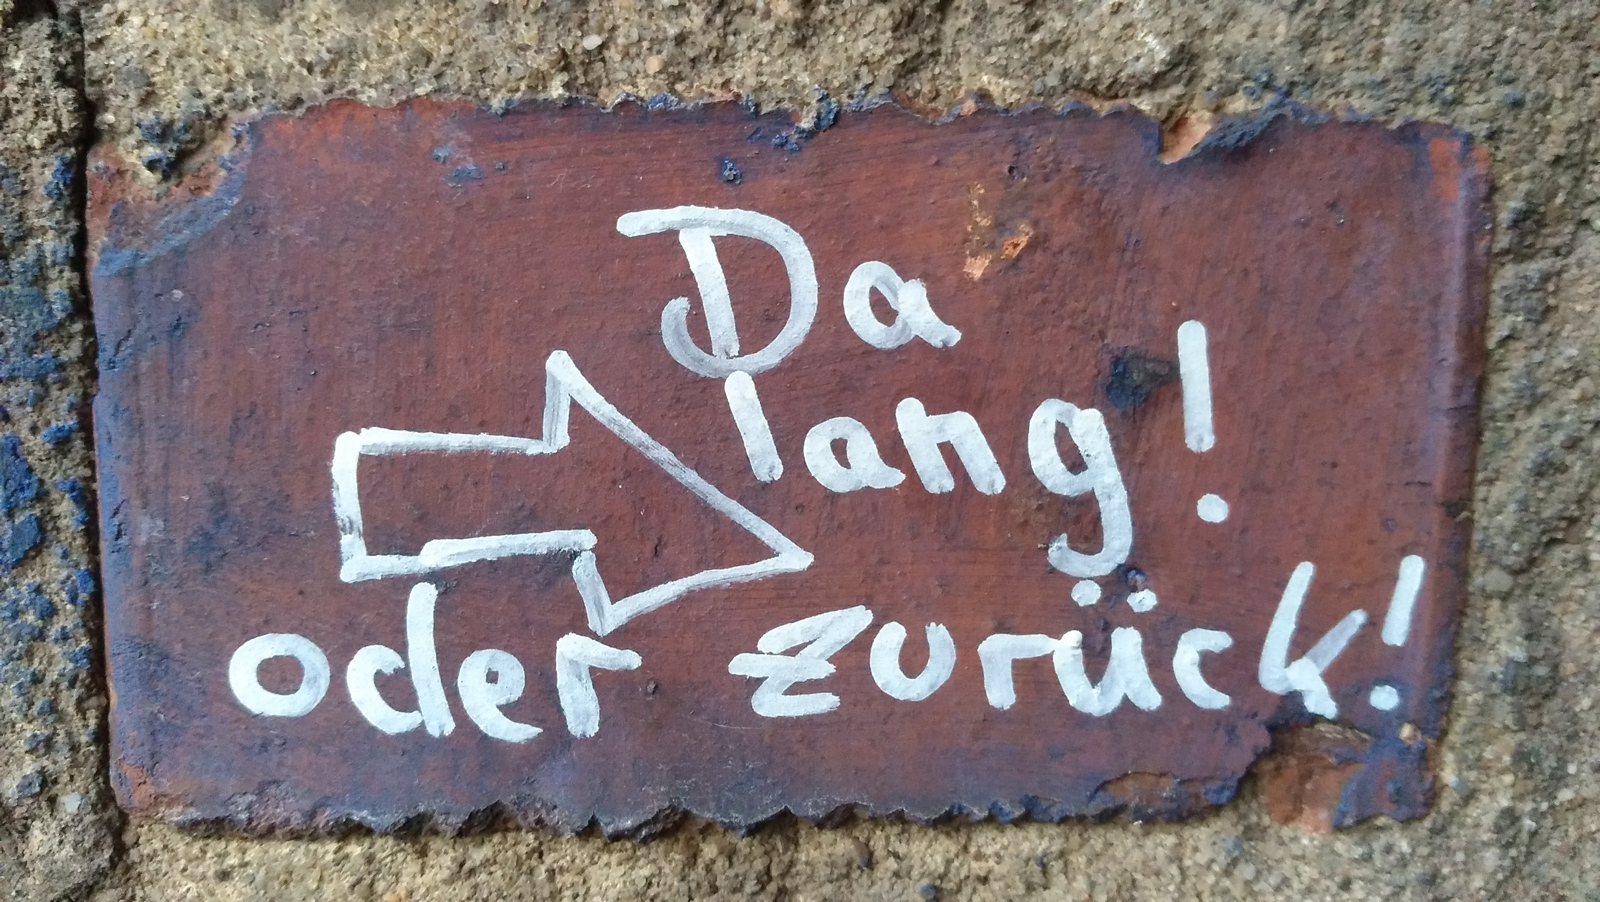 Da
lang!
oder zurück!